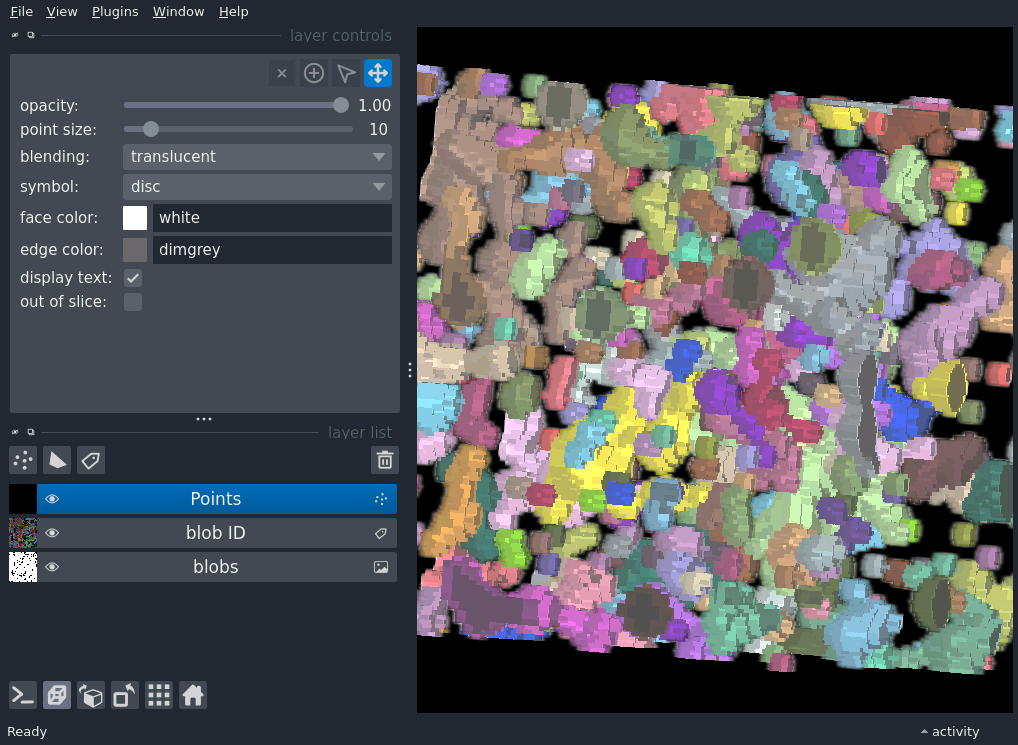 File View Plugins Window Help
layer controls
opacity: 1.00
point size: 10
blending: translucent
symbol: disc
face color: white
edge color: dimgrey
display text:
out of slice:
layer list
Points
blob ID
blobs
Ready activity